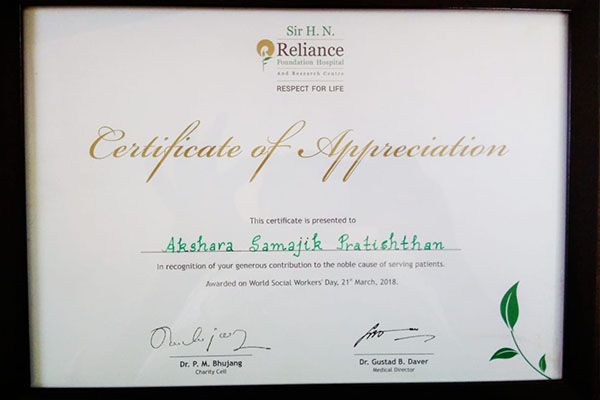 Sir H. N.
Reliance
Foundation Hospital
And Research Centre
RESPECT FOR LIFE
Certificate of Appreciation
This certificate is presented to
Akshara Samajik Pratishthan
In recognition of your generous contribution to the noble cause of serving patients.
Awarded on World Social Workers' Day, 21st March, 2018.
Dr. P. M. Bhujang
Charity Cell
Dr. Gustad B. Daver
Medical Director